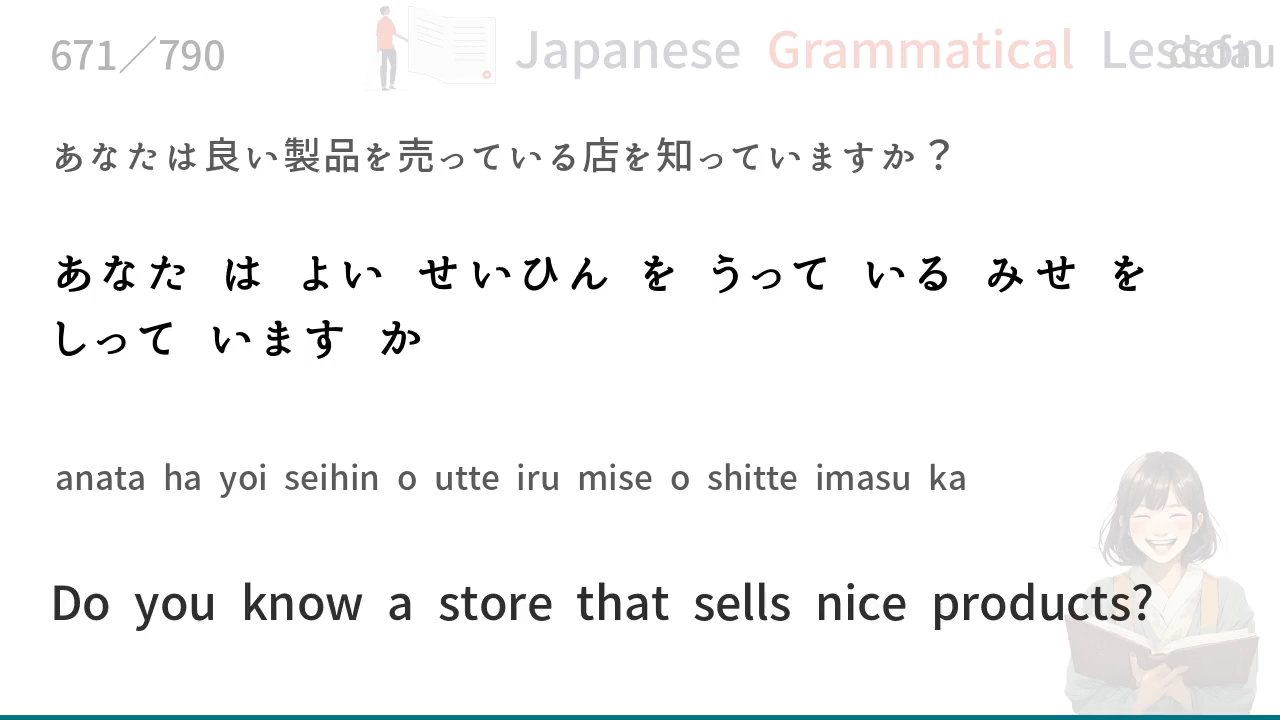 671／790
Japanese Grammatical Lesson
defau
あなたは良い製品を売っている店を知っていますか？
あなた は よい せいひん を うって いる みせ を
しって います か
anata ha yoi seihin o utte iru mise o shitte imasu ka
Do you know a store that sells nice products?